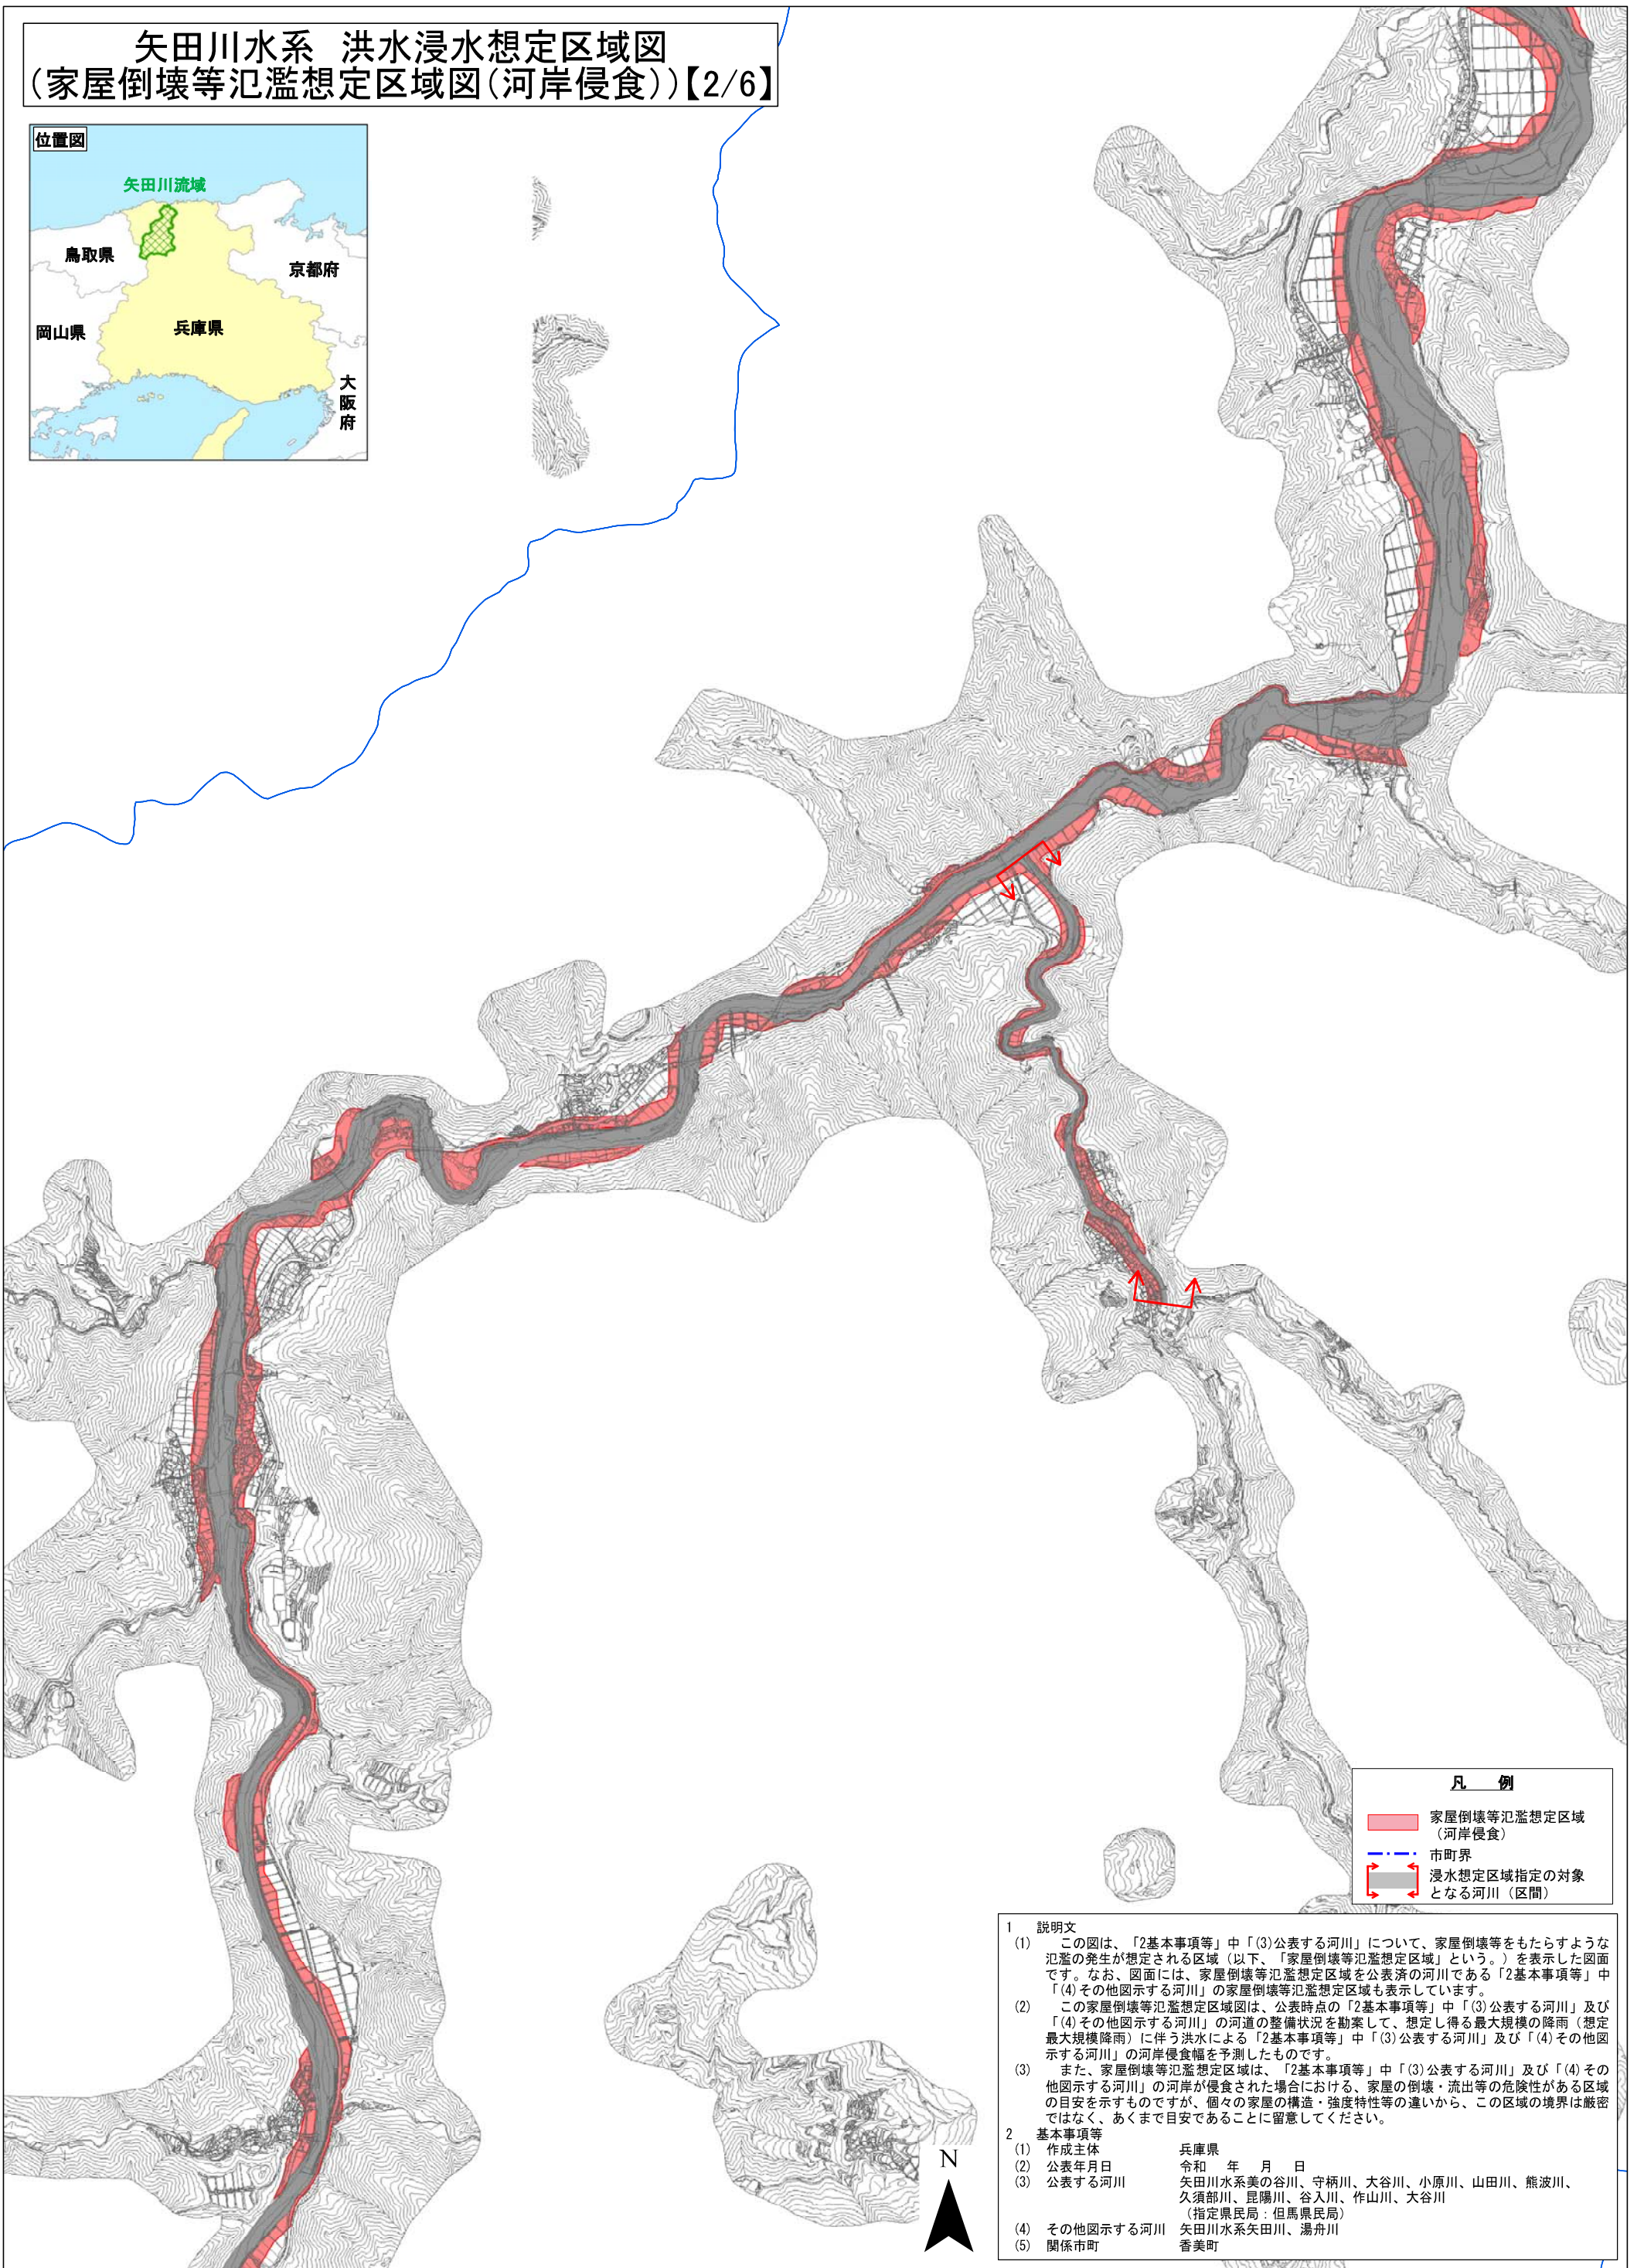 矢田川水系 洪水浸水想定区域図
(家屋倒壊等氾濫想定区域図(河岸侵食))【2/6】
位置図
矢田川流域
鳥取県
京都府
岡山県
兵庫県
大阪府
凡 例
家屋倒壊等氾濫想定区域
(河岸侵食)
市町界
浸水想定区域指定の対象
となる河川（区間）
1 説明文
(1) この図は、「2基本事項等」中「(3)公表する河川」について、家屋倒壊等をもたらすような
氾濫の発生が想定される区域（以下、「家屋倒壊等氾濫想定区域」という。）を表示した図面
です。なお、図面には、家屋倒壊等氾濫想定区域を公表済の河川である「2基本事項等」中
「(4)その他図示する河川」の家屋倒壊等氾濫想定区域も表示しています。
(2) この家屋倒壊等氾濫想定区域図は、公表時点の「2基本事項等」中「(3)公表する河川」及び
「(4)その他図示する河川」の河道の整備状況を勘案して、想定し得る最大規模の降雨（想定
最大規模降雨）に伴う洪水による「2基本事項等」中「(3)公表する河川」及び「(4)その他図
示する河川」の河岸侵食幅を予測したものです。
(3) また、家屋倒壊等氾濫想定区域は、「2基本事項等」中「(3)公表する河川」及び「(4)その
他図示する河川」の河岸が侵食された場合における、家屋の倒壊・流出等の危険性がある区域
の目安を示すものですが、個々の家屋の構造・強度特性等の違いから、この区域の境界は厳密
ではなく、あくまで目安であることに留意してください。
2 基本事項等
(1) 作成主体 兵庫県
(2) 公表年月日 令和 年 月 日
(3) 公表する河川 矢田川水系美の谷川、守柄川、大谷川、小原川、山田川、熊波川、
久須部川、昆陽川、谷入川、作山川、大谷川
（指定県民局：但馬県民局）
(4) その他図示する河川 矢田川水系矢田川、湯舟川
(5) 関係市町 香美町
N